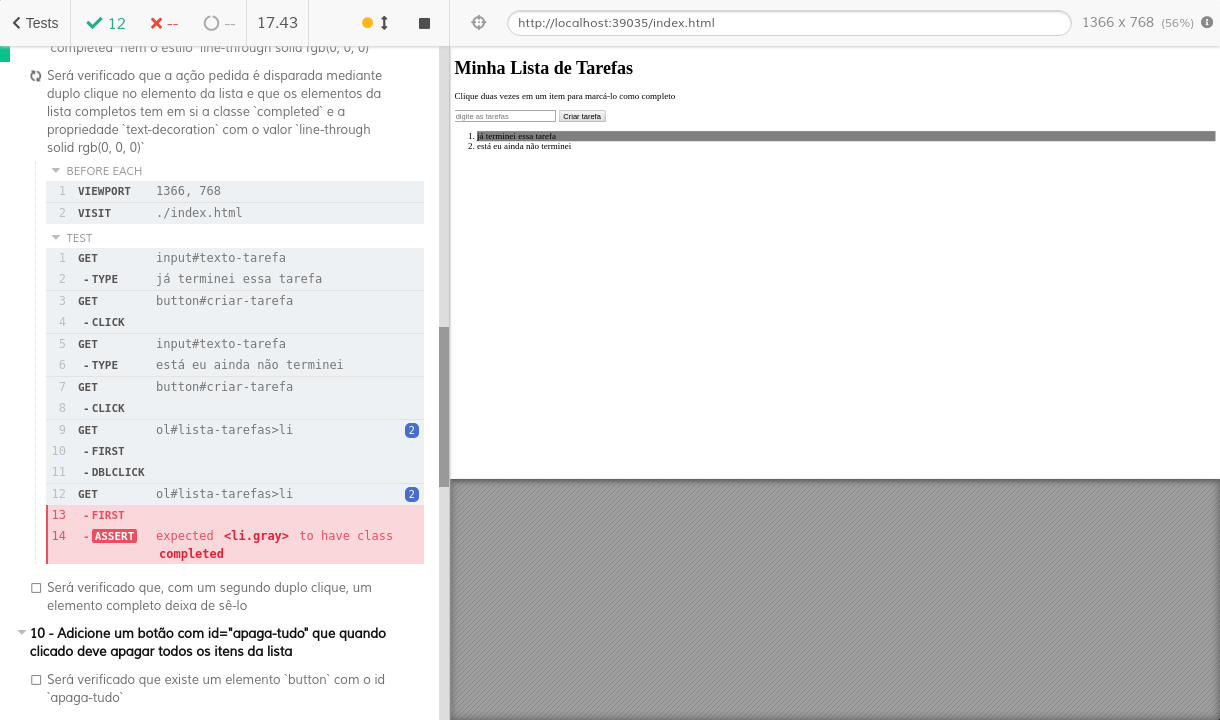 Tests 12 -- -- 17.43
completed` nem o estilo `line-through solid rgb(0, 0, 0)`
Será verificado que a ação pedida é disparada mediante
duplo clique no elemento da lista e que os elementos da
lista completos tem em si a classe `completed` e a
propriedade `text-decoration` com o valor `line-through
solid rgb(0, 0, 0)`
BEFORE EACH
1 VIEWPORT 1366, 768
2 VISIT ./index.html
TEST
1 GET input#texto-tarefa
2 -TYPE já terminei essa tarefa
3 GET button#criar-tarefa
4 -CLICK
5 GET input#texto-tarefa
6 -TYPE está eu ainda não terminei
7 GET button#criar-tarefa
8 -CLICK
9 GET ol#lista-tarefas>li 2
10 -FIRST
11 -DBLCLICK
12 GET ol#lista-tarefas>li 2
13 -FIRST
14 -ASSERT expected <li.gray> to have class
completed
Será verificado que, com um segundo duplo clique, um
elemento completo deixa de sê-lo
10 - Adicione um botão com id="apaga-tudo" que quando
clicado deve apagar todos os itens da lista
Será verificado que existe um elemento `button` com o id
`apaga-tudo`
http://localhost:39035/index.html 1366 x 768 (56%)
Minha Lista de Tarefas
Clique duas vezes em um item para marcá-lo como completo
digite as tarefas Criar tarefa
1. já terminei essa tarefa
2. está eu ainda não terminei